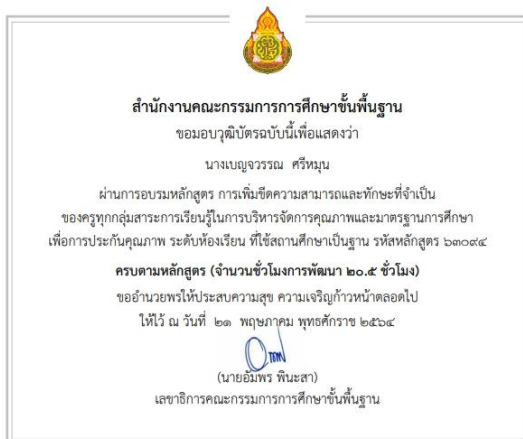 สำนักงานคณะกรรมการการศึกษาขั้นพื้นฐาน
ขอมอบวุฒิบัตรฉบับนี้เพื่อแสดงว่า
นางเบญจวรรณ ศรีหมุน
ผ่านการอบรมหลักสูตร การเพิ่มขีดความสามารถและทักษะที่จำเป็น
ของครูทุกกลุ่มสาระการเรียนรู้ในการบริหารจัดการคุณภาพและมาตรฐานการศึกษา
เพื่อการประกันคุณภาพ ระดับห้องเรียน ที่ใช้สถานศึกษาเป็นฐาน รหัสหลักสูตร ๖๓๐๙๔
ครบตามหลักสูตร (จำนวนชั่วโมงการพัฒนา ๒๐.๕ ชั่วโมง)
ขออำนวยพรให้ประสบความสุข ความเจริญก้าวหน้าตลอดไป
ให้ไว้ ณ วันที่ ๒๑ พฤษภาคม พุทธศักราช ๒๕๖๔
(นายอัมพร พินะสา)
เลขาธิการคณะกรรมการการศึกษาขั้นพื้นฐาน